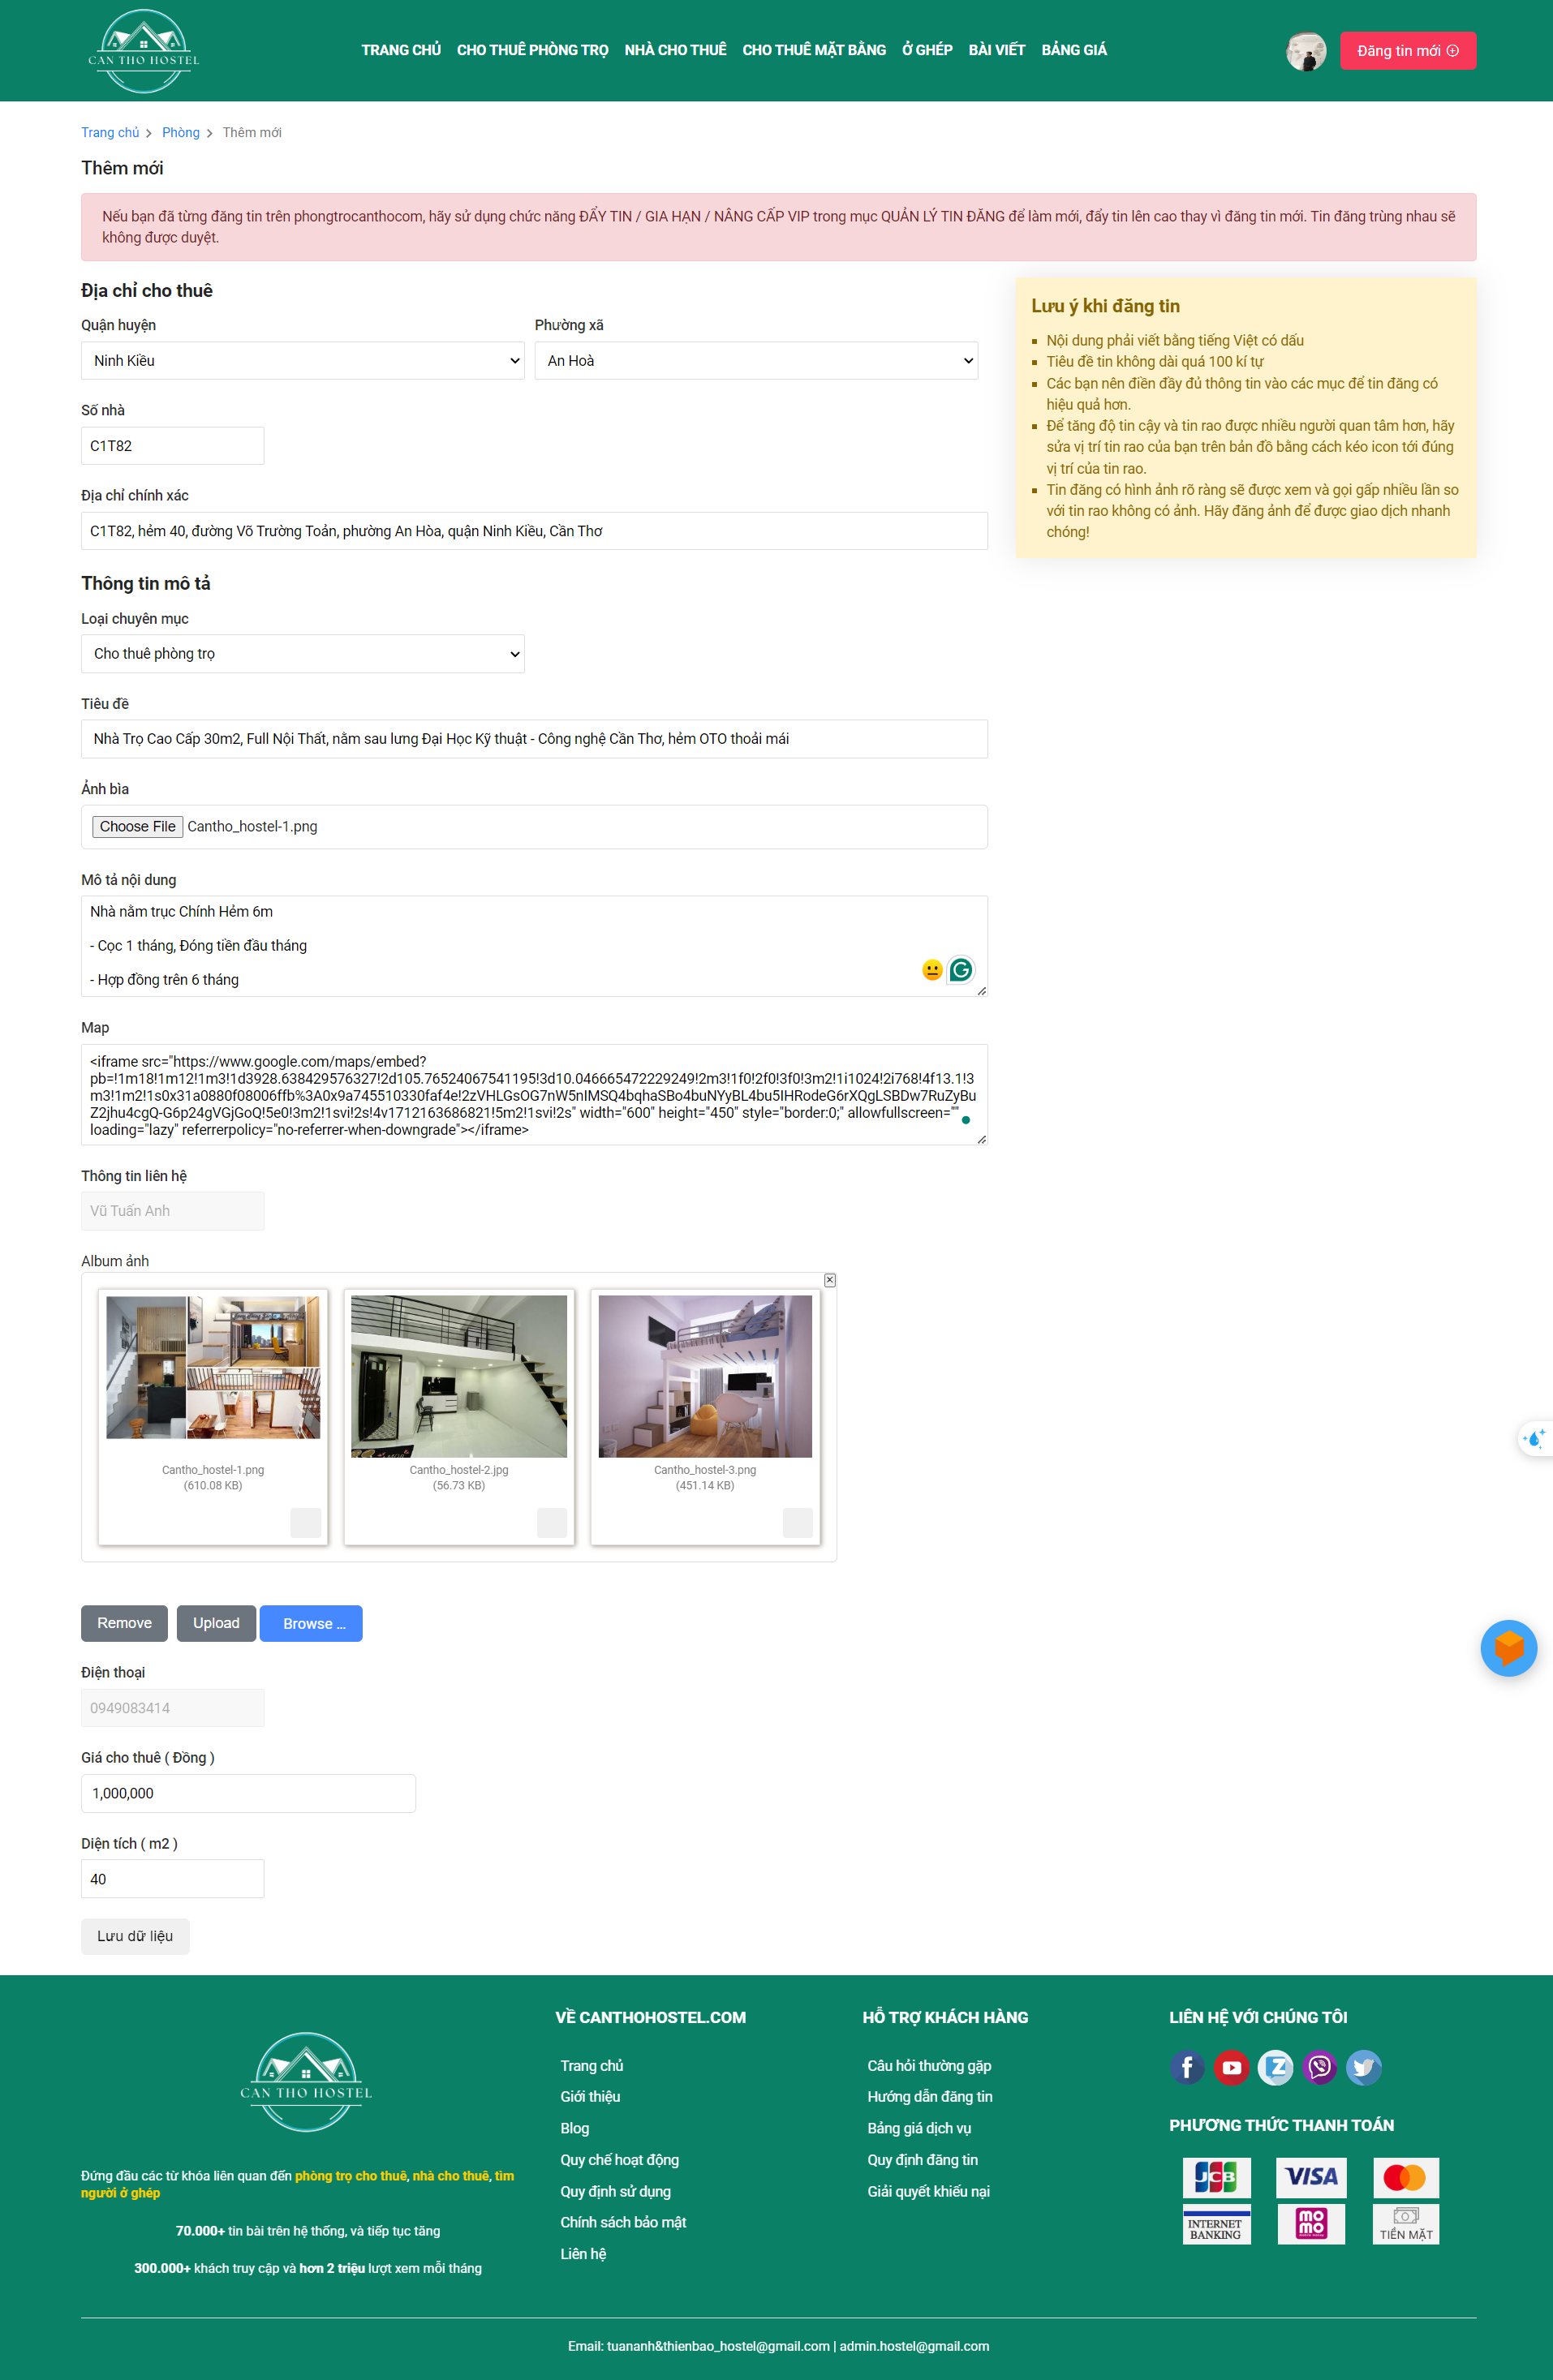 CAN THO HOSTEL
TRANG CHỦ CHO THUÊ PHÒNG TRỌ NHÀ CHO THUÊ CHO THUÊ MẶT BẰNG Ở GHÉP BÀI VIẾT BẢNG GIÁ
Đăng tin mới
Trang chủ Phòng Thêm mới
Thêm mới
Nếu bạn đã từng đăng tin trên phongtrocanthocom, hãy sử dụng chức năng ĐẨY TIN / GIA HẠN / NÂNG CẤP VIP trong mục QUẢN LÝ TIN ĐĂNG để làm mới, đẩy tin lên cao thay vì đăng tin mới. Tin đăng trùng nhau sẽ
không được duyệt.
Địa chỉ cho thuê
Quận huyện Phường xã
Ninh Kiều An Hoà
Số nhà
C1T82
Địa chỉ chính xác
C1T82, hẻm 40, đường Võ Trường Toản, phường An Hòa, quận Ninh Kiều, Cần Thơ
Lưu ý khi đăng tin
Nội dung phải viết bằng tiếng Việt có dấu
Tiêu đề tin không dài quá 100 kí tự
Các bạn nên điền đầy đủ thông tin vào các mục để tin đăng có
hiệu quả hơn.
Để tăng độ tin cậy và tin rao được nhiều người quan tâm hơn, hãy
sửa vị trí tin rao của bạn trên bản đồ bằng cách kéo icon tới đúng
vị trí của tin rao.
Tin đăng có hình ảnh rõ ràng sẽ được xem và gọi gấp nhiều lần so
với tin rao không có ảnh. Hãy đăng ảnh để được giao dịch nhanh
chóng!
Thông tin mô tả
Loại chuyên mục
Cho thuê phòng trọ
Tiêu đề
Nhà Trọ Cao Cấp 30m2, Full Nội Thất, nằm sau lưng Đại Học Kỹ thuật - Công nghệ Cần Thơ, hẻm OTO thoải mái
Ảnh bìa
Choose File Cantho_hostel-1.png
Mô tả nội dung
Nhà nằm trục Chính Hẻm 6m
- Cọc 1 tháng, Đóng tiền đầu tháng
- Hợp đồng trên 6 tháng
Map
<iframe src="https://www.google.com/maps/embed?
pb=!1m18!1m12!1m3!1d3928.638429576327!2d105.76524067541195!3d10.046665472229249!2m3!1f0!2f0!3f0!3m2!1i1024!2i768!4f13.1!3
m3!1m2!1s0x31a0880f08006ffb%3A0x9a745510330faf4e!2zVHLGsOG7nW5nIMSQ4bqhaSBo4buNYyBL4bu5IHRodeG6rXQgLSBDw7RuZyBu
Z2jhu4cgQ-G6p24gVGjGoQ!5e0!3m2!1svi!2s!4v1712163686821!5m2!1svi!2s" width="600" height="450" style="border:0;" allowfullscreen=""
loading="lazy" referrerpolicy="no-referrer-when-downgrade"></iframe>
Thông tin liên hệ
Vũ Tuấn Anh
Album ảnh
Cantho_hostel-1.png
(610.08 KB)
Cantho_hostel-2.jpg
(56.73 KB)
Cantho_hostel-3.png
(451.14 KB)
Remove Upload Browse ...
Điện thoại
0949083414
Giá cho thuê ( Đồng )
1,000,000
Diện tích ( m2 )
40
Lưu dữ liệu
CAN THO HOSTEL
Đứng đầu các từ khóa liên quan đến phòng trọ cho thuê, nhà cho thuê, tìm
người ở ghép
70.000+ tin bài trên hệ thống, và tiếp tục tăng
300.000+ khách truy cập và hơn 2 triệu lượt xem mỗi tháng
VỀ CANTHOHOSTEL.COM
Trang chủ
Giới thiệu
Blog
Quy chế hoạt động
Quy định sử dụng
Chính sách bảo mật
Liên hệ
HỖ TRỢ KHÁCH HÀNG
Câu hỏi thường gặp
Hướng dẫn đăng tin
Bảng giá dịch vụ
Quy định đăng tin
Giải quyết khiếu nại
LIÊN HỆ VỚI CHÚNG TÔI
PHƯƠNG THỨC THANH TOÁN
JCB VISA
INTERNET
BANKING
mo
mo
TIỀN MẶT
Email: tuananh&thienbao_hostel@gmail.com | admin.hostel@gmail.com